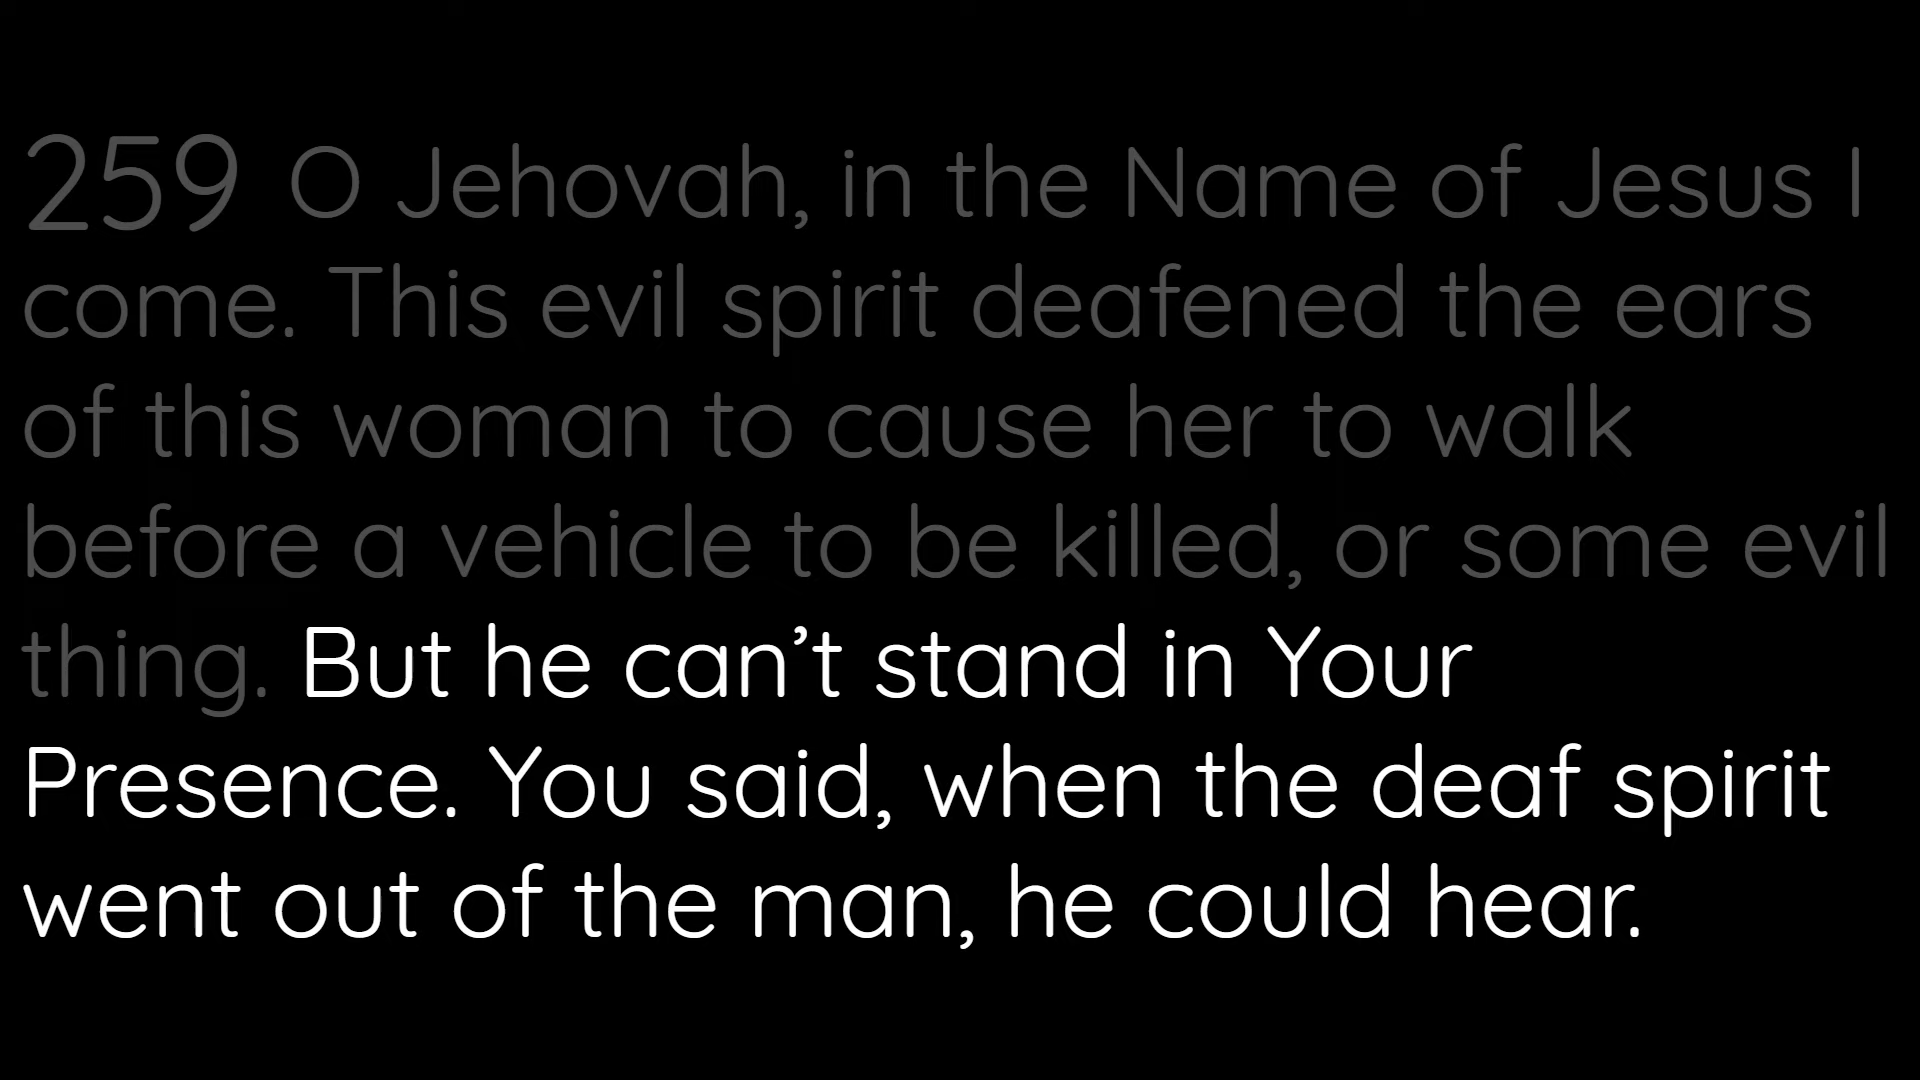 259 O Jehovah, in the Name of Jesus I
come. This evil spirit deafened the ears
of this woman to cause her to walk
before a vehicle to be killed, or some evil
thing. But he can’t stand in Your
Presence. You said, when the deaf spirit
went out of the man, he could hear.